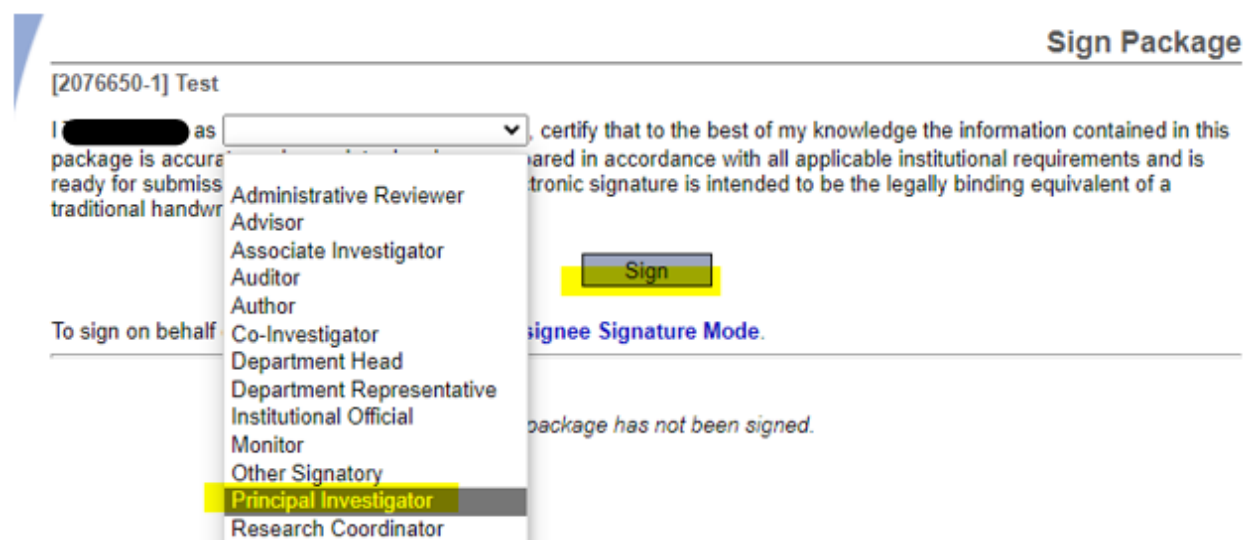 Sign Package
[2076650-1] Test
I as , certify that to the best of my knowledge the information contained in this
package is accura pared in accordance with all applicable institutional requirements and is
ready for submiss tronic signature is intended to be the legally binding equivalent of a
traditional handwr
Administrative Reviewer
Advisor
Associate Investigator
Auditor
Author
Co-Investigator
Department Head
Department Representative
Institutional Official
Monitor
Other Signatory
Principal Investigator
Research Coordinator
Sign
To sign on behalf signee Signature Mode.
package has not been signed.